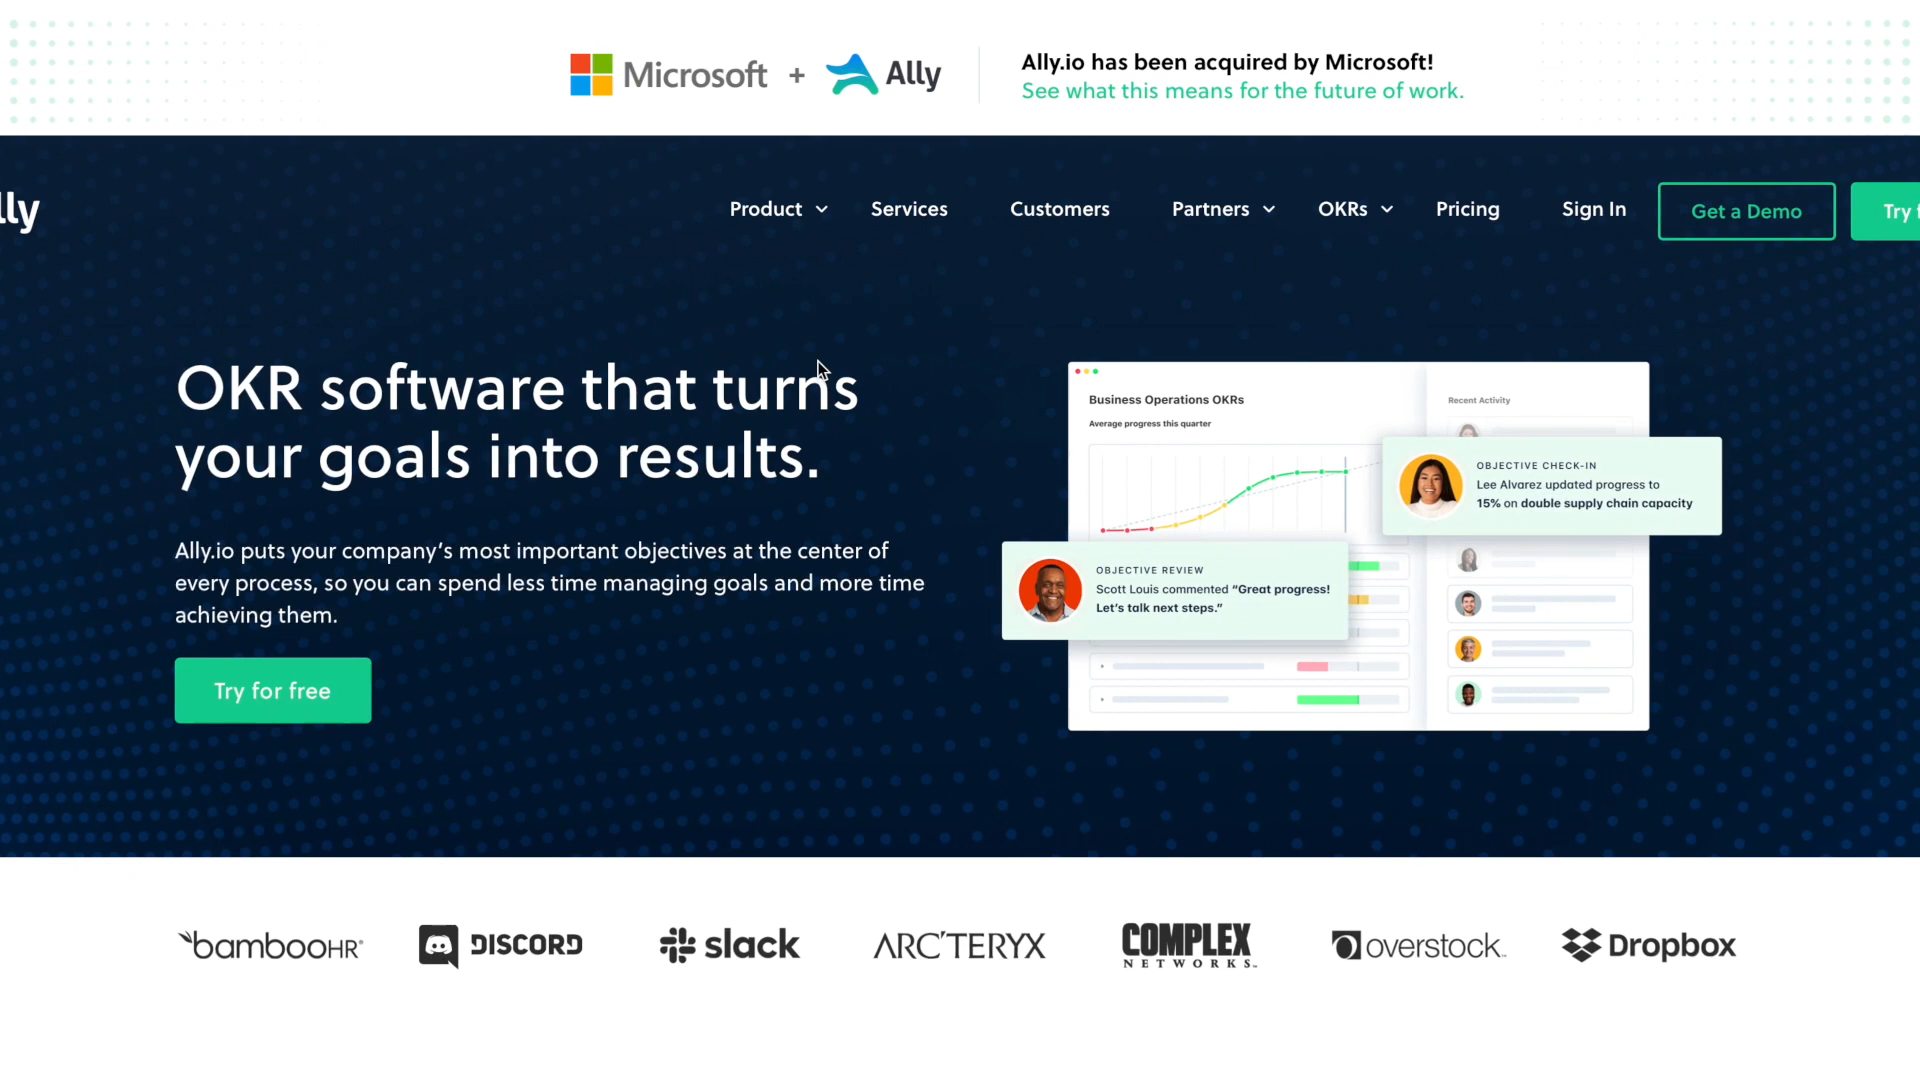 Microsoft + Ally
Ally.io has been acquired by Microsoft!
See what this means for the future of work.
lly
Product
Services
Customers
Partners
OKRs
Pricing
Sign In
Get a Demo
Try f
OKR software that turns
your goals into results.
Ally.io puts your company’s most important objectives at the center of
every process, so you can spend less time managing goals and more time
achieving them.
Try for free
Business Operations OKRs
Average progress this quarter
Recent Activity
OBJECTIVE CHECK-IN
Lee Alvarez updated progress to
15% on double supply chain capacity
OBJECTIVE REVIEW
Scott Louis commented “Great progress!
Let’s talk next steps.”
bambooHR
DISCORD
slack
ARC'TERYX
COMPLEX
NETWORKS™
overstock™
Dropbox